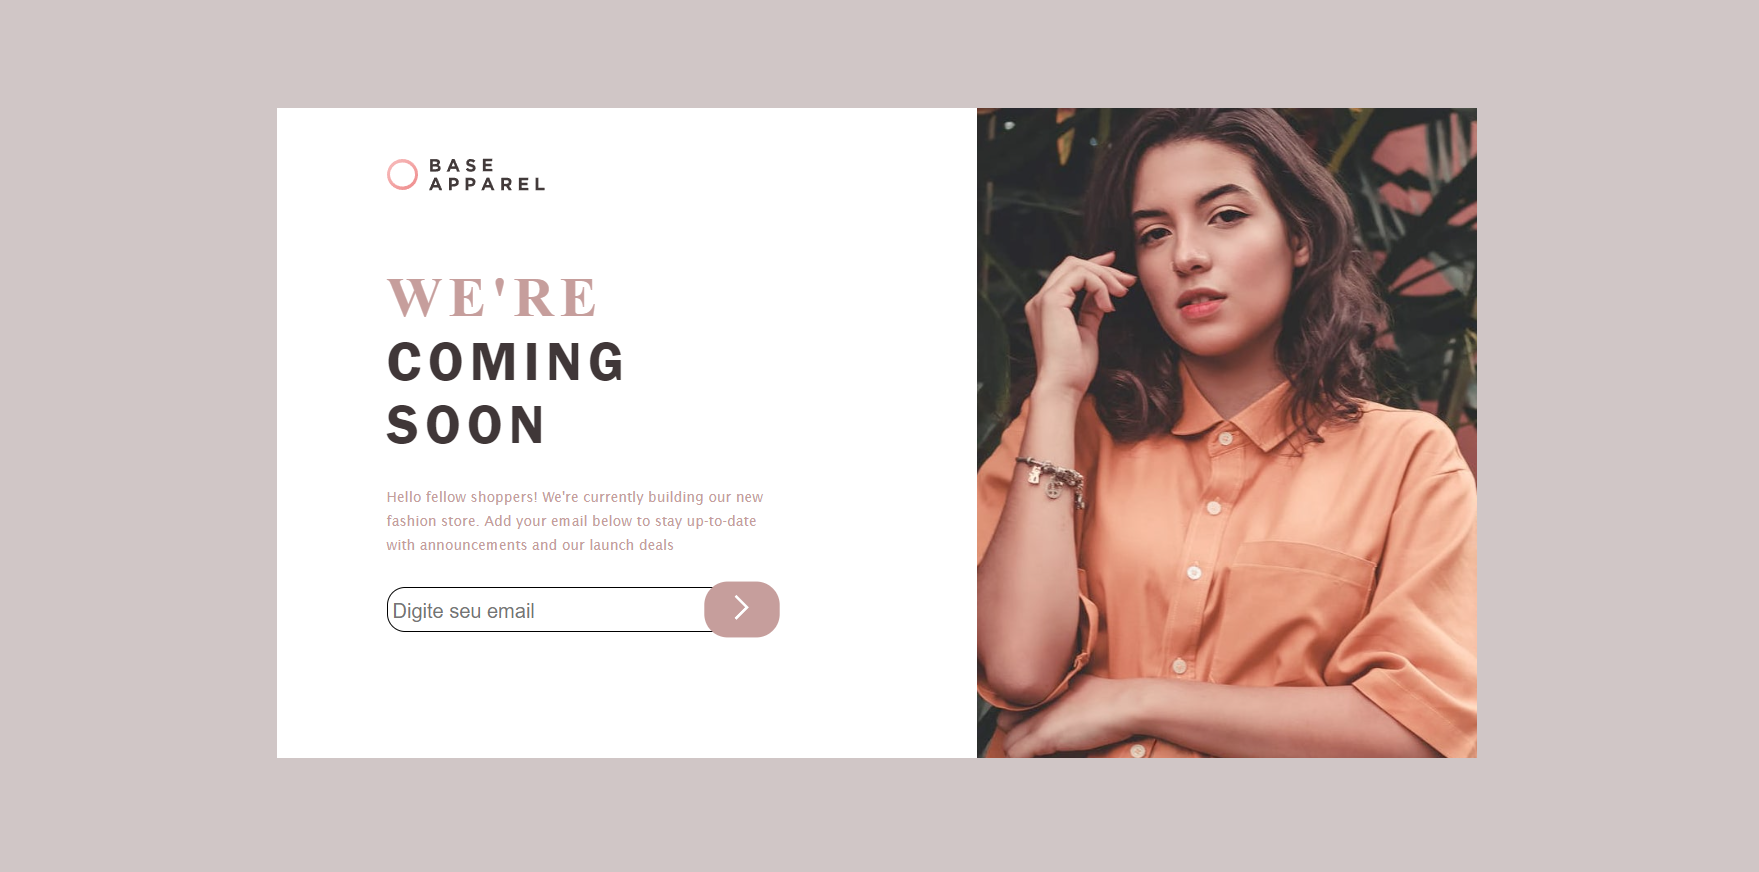 BASE
APPAREL
WE'RE
COMING
SOON
Hello fellow shoppers! We're currently building our new
fashion store. Add your email below to stay up-to-date
with announcements and our launch deals
Digite seu email